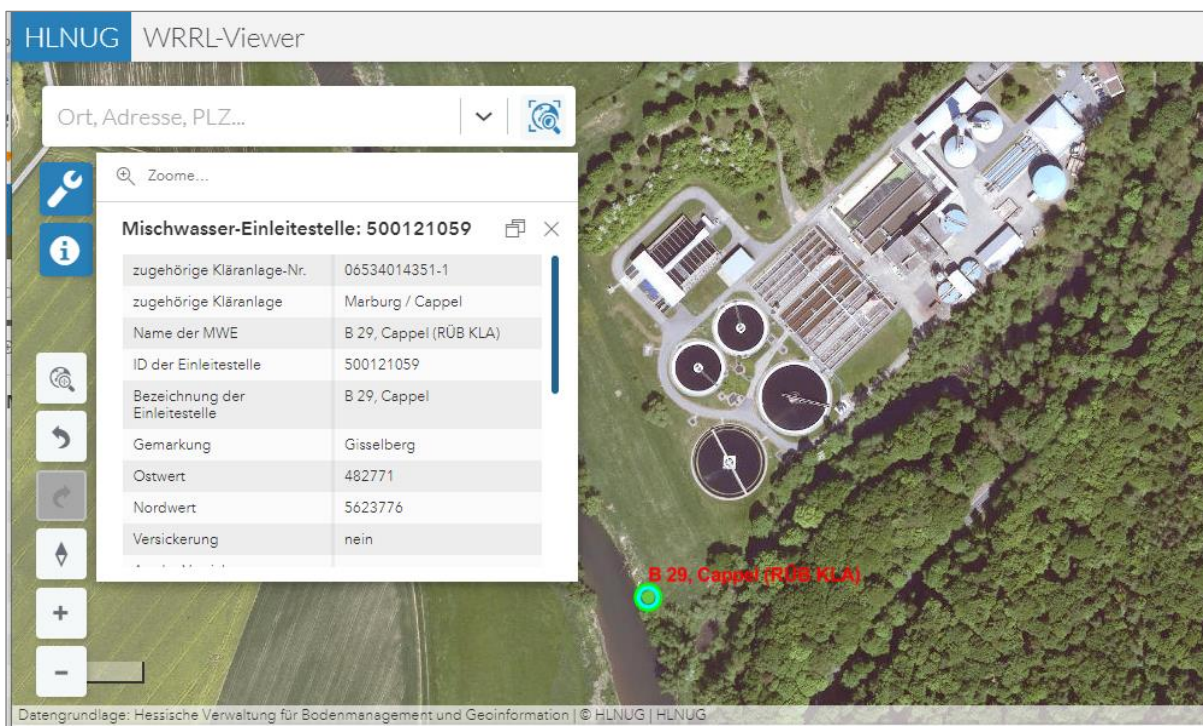 HLNUG WRRL-Viewer
Ort, Adresse, PLZ...
Zoome...
Mischwasser-Einleitestelle: 500121059
zugehörige Kläranlage-Nr. 06534014351-1
zugehörige Kläranlage Marburg / Cappel
Name der MWE B 29, Cappel (RÜB KLA)
ID der Einleitestelle 500121059
Bezeichnung der
Einleitestelle B 29, Cappel
Gemarkung Gisselberg
Ostwert 482771
Nordwert 5623776
Versickerung nein
B 29, Cappel (RÜB KLA)
Datengrundlage: Hessische Verwaltung für Bodenmanagement und Geoinformation | © HLNUG | HLNUG